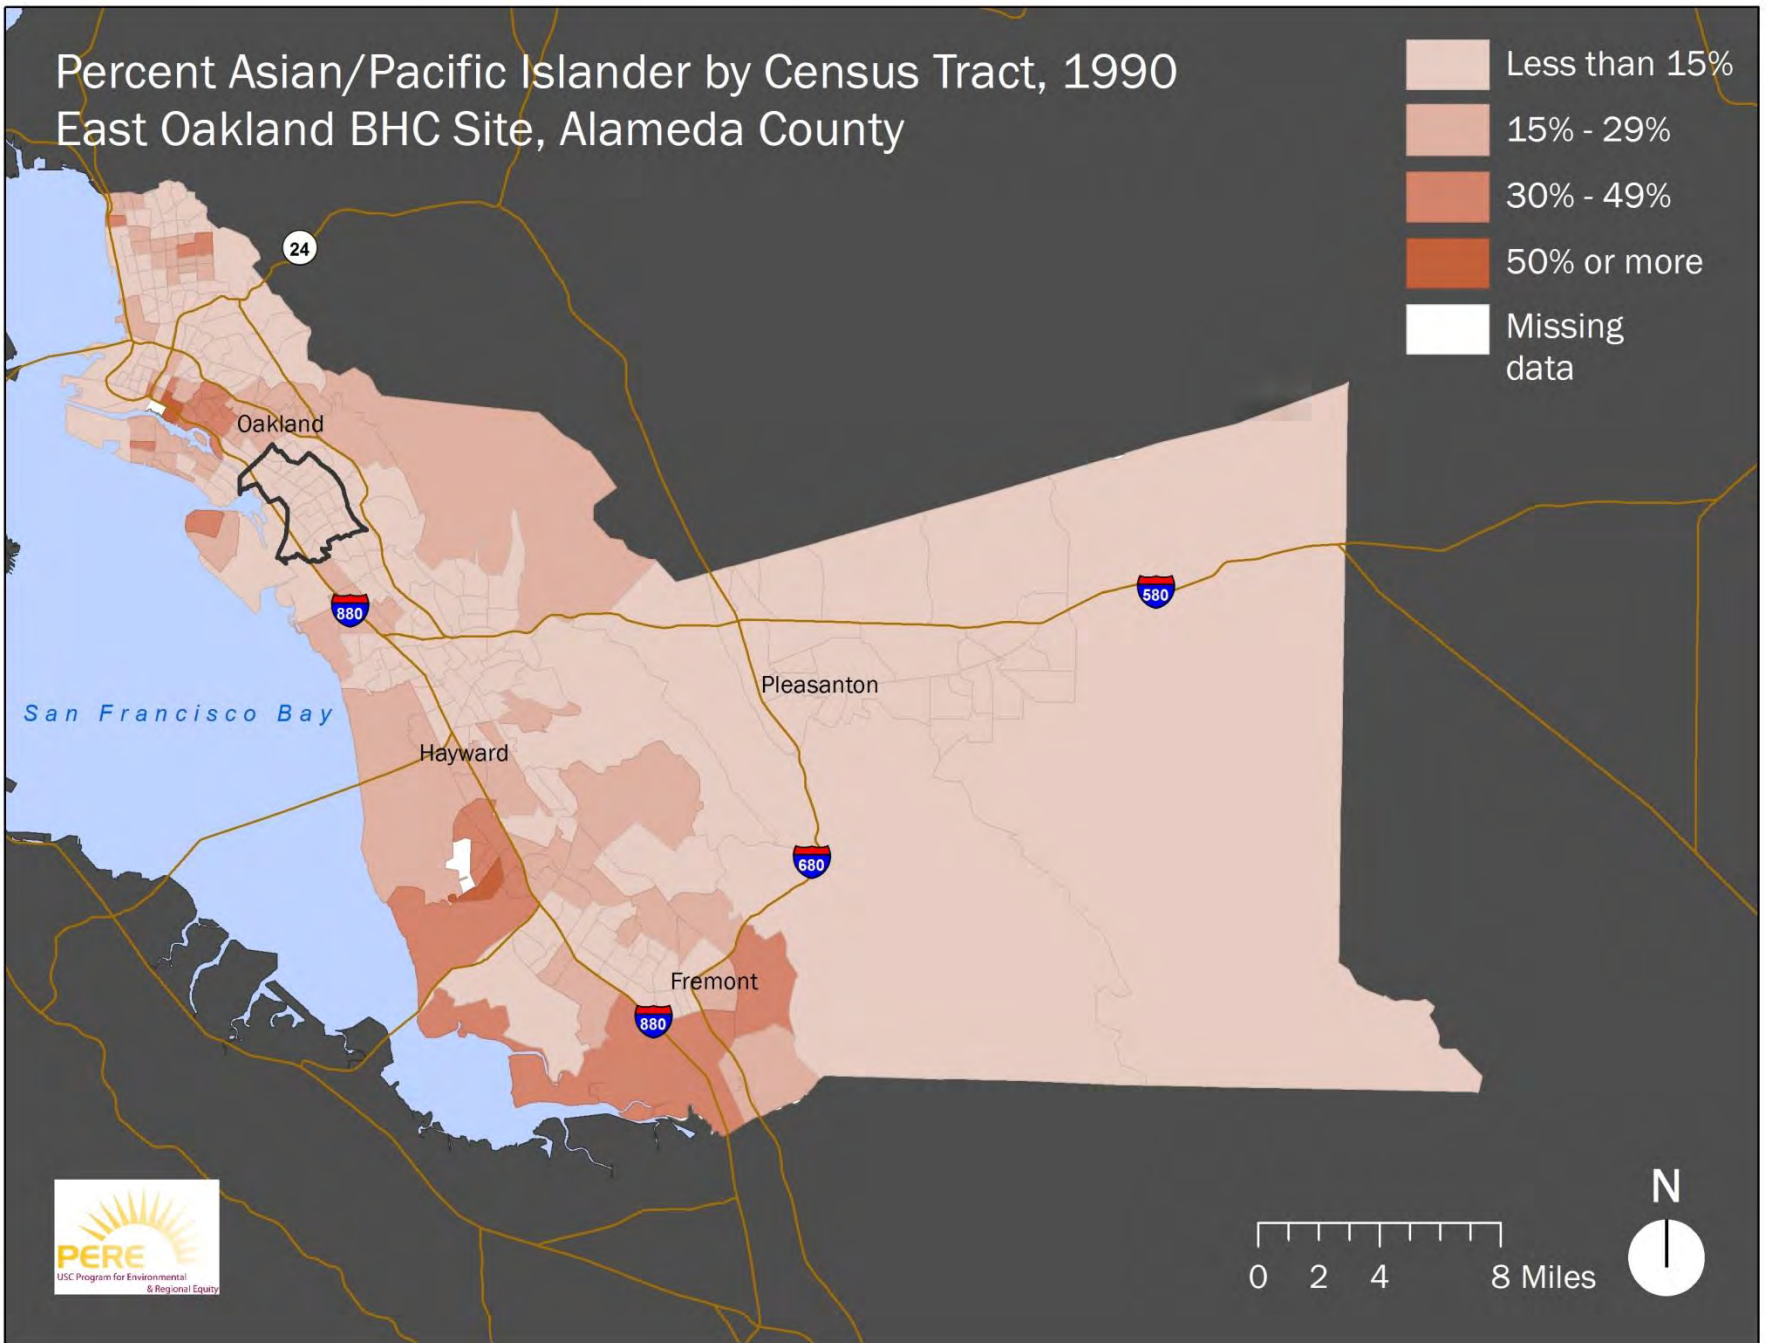 Percent Asian/Pacific Islander by Census Tract, 1990
East Oakland BHC Site, Alameda County
Less than 15%
15% - 29%
30% - 49%
50% or more
Missing
data
24
Oakland
880
580
Pleasanton
San Francisco Bay
Hayward
680
Fremont
880
PERE
USC Program for Environmental
& Regional Equity
N
0 2 4 8 Miles